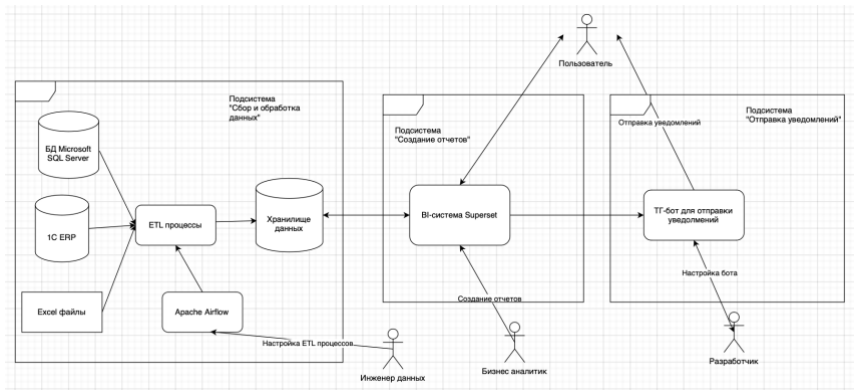 Пользователь
Подсистема
"Сбор и обработка
данных"
БД Microsoft
SQL Server
1С ERP
Excel файлы
ETL процессы
Apache Airflow
Хранилище
данных
Настройка ETL процессов
Инженер данных
Подсистема
"Создание отчетов"
BI-система Superset
Создание отчетов
Бизнес аналитик
Подсистема
"Отправка уведомлений"
Отправка уведомлений
ТГ-бот для отправки
уведолмений
Настройка бота
Разработчик